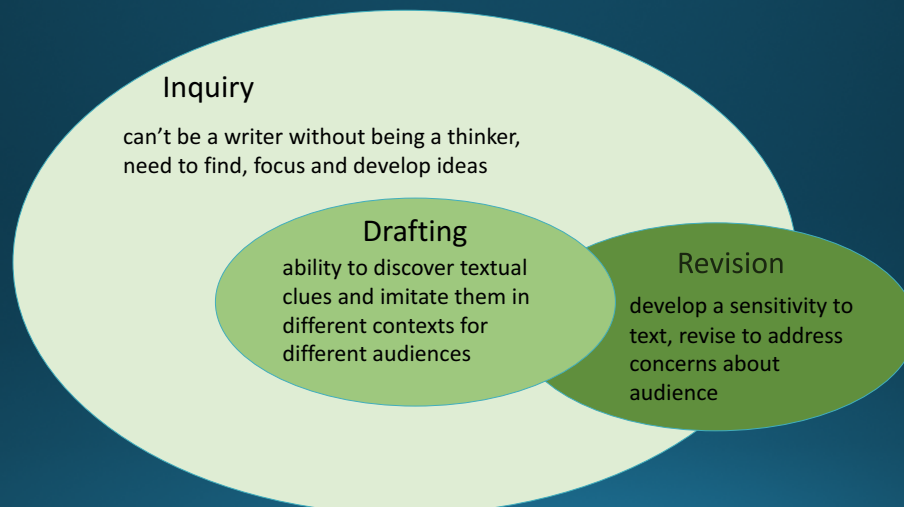 Inquiry
can’t be a writer without being a thinker,
need to find, focus and develop ideas
Drafting
ability to discover textual
clues and imitate them in
different contexts for
different audiences
Revision
develop a sensitivity to
text, revise to address
concerns about
audience